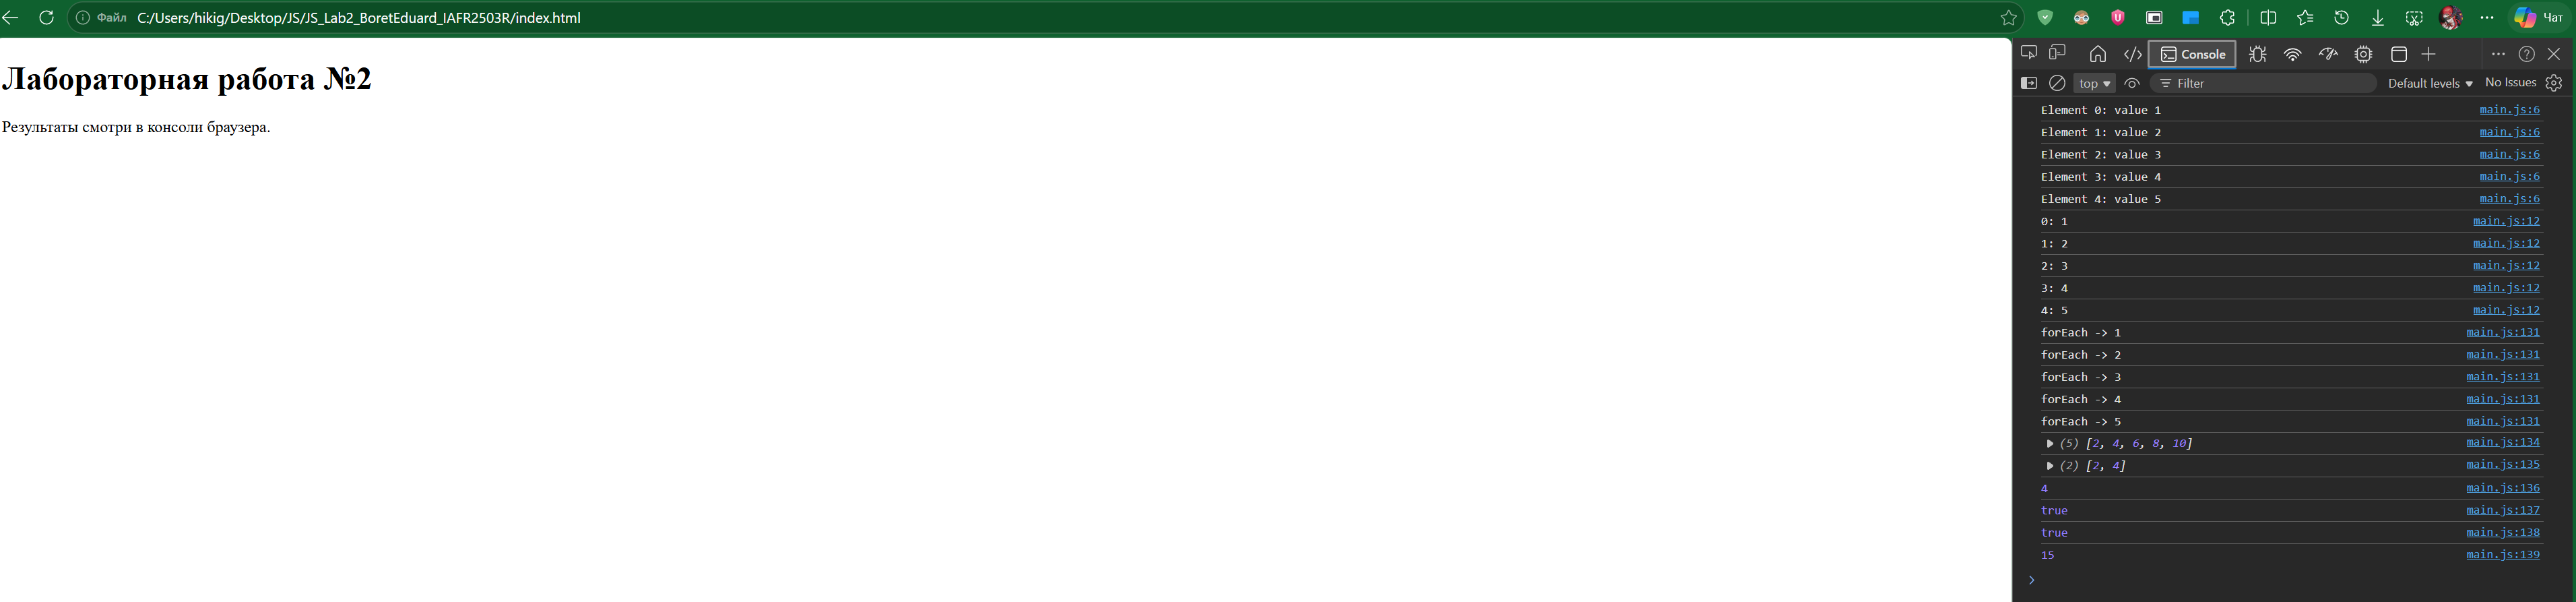 Файл C:/Users/hikig/Desktop/JS/JS_Lab2_BoretEduard_IAFR2503R/index.html Чат
Лабораторная работа №2
Результаты смотри в консоли браузера.
Console
top Filter Default levels No Issues
Element 0: value 1 main.js:6
Element 1: value 2 main.js:6
Element 2: value 3 main.js:6
Element 3: value 4 main.js:6
Element 4: value 5 main.js:6
0: 1 main.js:12
1: 2 main.js:12
2: 3 main.js:12
3: 4 main.js:12
4: 5 main.js:12
forEach -> 1 main.js:131
forEach -> 2 main.js:131
forEach -> 3 main.js:131
forEach -> 4 main.js:131
forEach -> 5 main.js:131
(5) [2, 4, 6, 8, 10] main.js:134
(2) [2, 4] main.js:135
4 main.js:136
true main.js:137
true main.js:138
15 main.js:139